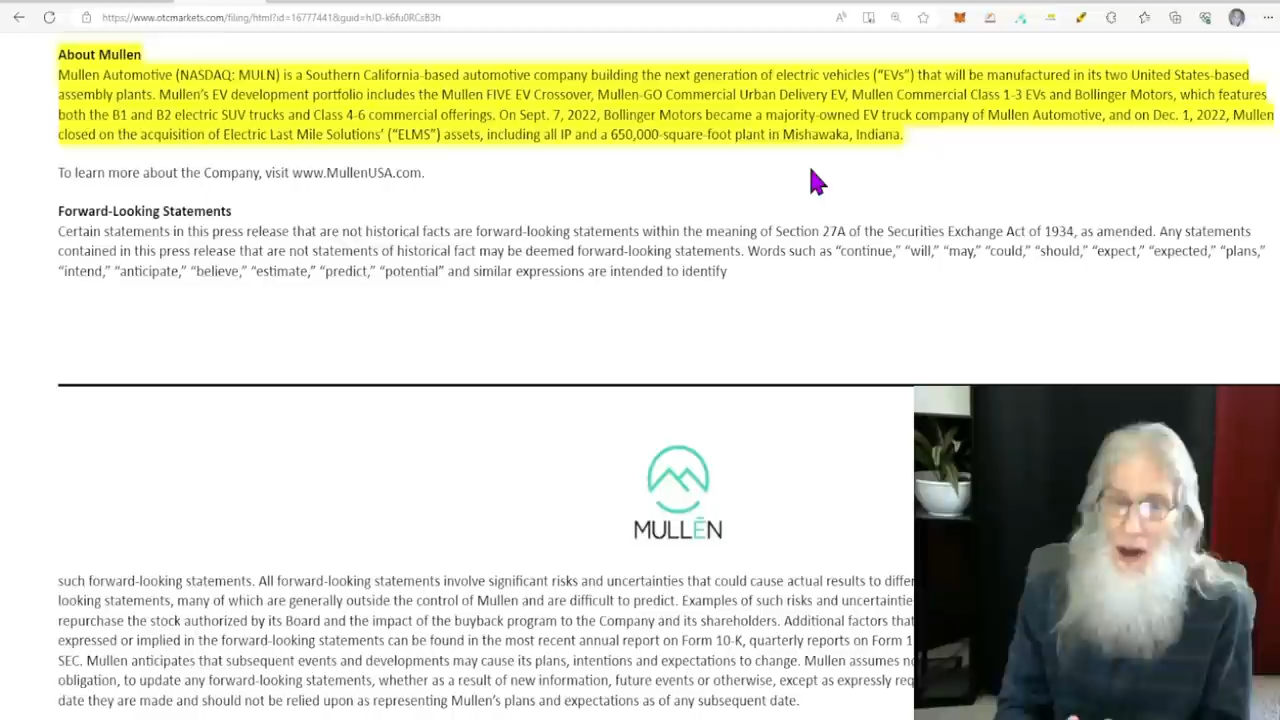 https://www.otcmarkets.com/filing/html?id=16777441&guid=hJD-k6fu0RCsB3h
About Mullen
Mullen Automotive (NASDAQ: MULN) is a Southern California-based automotive company building the next generation of electric vehicles (“EVs”) that will be manufactured in its two United States-based
assembly plants. Mullen’s EV development portfolio includes the Mullen FIVE EV Crossover, Mullen-GO Commercial Urban Delivery EV, Mullen Commercial Class 1-3 EVs and Bollinger Motors, which features
both the B1 and B2 electric SUV trucks and Class 4-6 commercial offerings. On Sept. 7, 2022, Bollinger Motors became a majority-owned EV truck company of Mullen Automotive, and on Dec. 1, 2022, Mullen
closed on the acquisition of Electric Last Mile Solutions’ (“ELMS”) assets, including all IP and a 650,000-square-foot plant in Mishawaka, Indiana.
To learn more about the Company, visit www.MullenUSA.com.
Forward-Looking Statements
Certain statements in this press release that are not historical facts are forward-looking statements within the meaning of Section 27A of the Securities Exchange Act of 1934, as amended. Any statements
contained in this press release that are not statements of historical fact may be deemed forward-looking statements. Words such as “continue,” “will,” “may,” “could,” “should,” “expect,” “expected,” “plans,”
“intend,” “anticipate,” “believe,” “estimate,” “predict,” “potential” and similar expressions are intended to identify
MULLĒN
such forward-looking statements. All forward-looking statements involve significant risks and uncertainties that could cause actual results to
looking statements, many of which are generally outside the control of Mullen and are difficult to predict. Examples of such risks and
repurchase the stock authorized by its Board and the impact of the buyback program to the Company and its shareholders. Additional factors that
expressed or implied in the forward-looking statements can be found in the most recent annual report on Form 10-K, quarterly reports on Form
SEC. Mullen anticipates that subsequent events and developments may cause its plans, intentions and expectations to change. Mullen assumes
obligation, to update any forward-looking statements, whether as a result of new information, future events or otherwise, except as expressly
date they are made and should not be relied upon as representing Mullen’s plans and expectations as of any subsequent date.